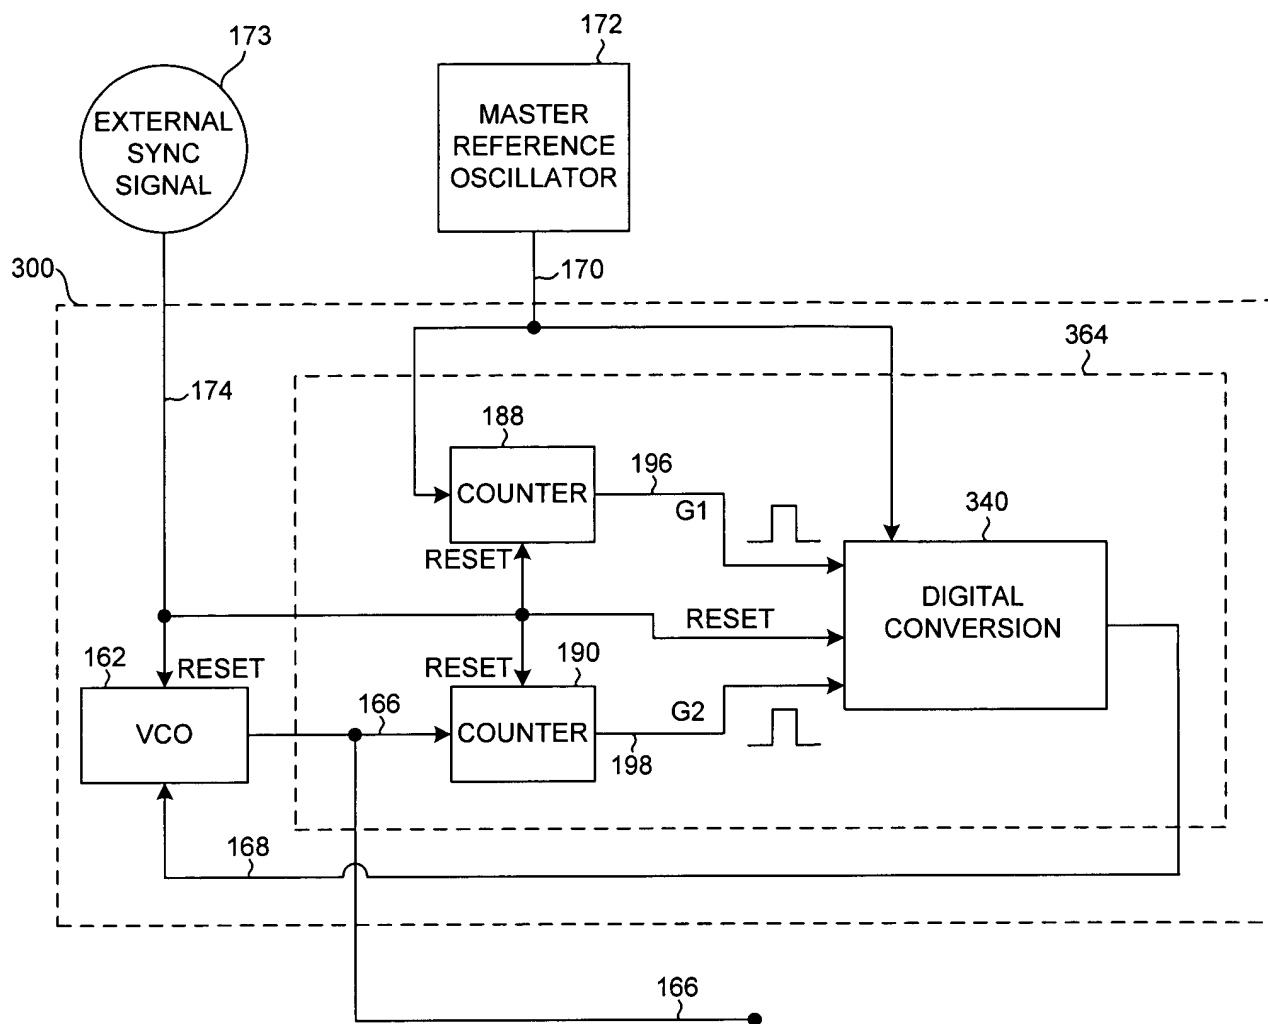 173
EXTERNAL
SYNC
SIGNAL
172
MASTER
REFERENCE
OSCILLATOR
300
170
174
364
188
COUNTER
196
G1
RESET
340
DIGITAL
CONVERSION
RESET
162
RESET
VCO
166
RESET
190
COUNTER
G2
198
168
166